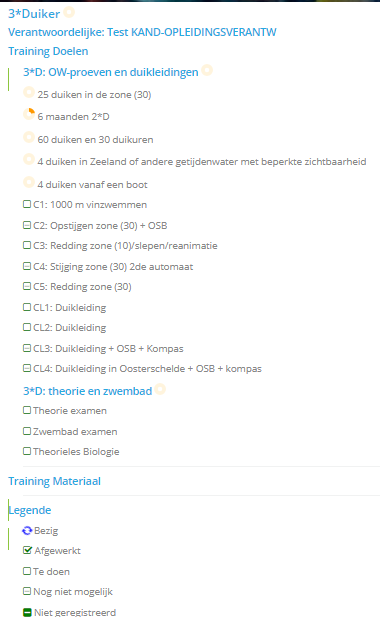 3*Duiker
Verantwoordelijke: Test KAND-OPLEIDINGSVERANTW
Training Doelen
3*D: OW-proeven en duikleidingen
25 duiken in de zone (30)
6 maanden 2*D
60 duiken en 30 duikuren
4 duiken in Zeeland of andere getijdenwater met beperkte zichtbaarheid
4 duiken vanaf een boot
C1: 1000 m vinzwemmen
C2: Opstijgen zone (30) + OSB
C3: Redding zone (10)/slepen/reanimatie
C4: Stijging zone (30) 2de automaat
C5: Redding zone (30)
CL1: Duikleiding
CL2: Duikleiding
CL3: Duikleiding + OSB + Kompas
CL4: Duikleiding in Oosterschelde + OSB + kompas
3*D: theorie en zwembad
Theorie examen
Zwembad examen
Theorieles Biologie
Training Materiaal
Legende
Bezig
Afgewerkt
Te doen
Nog niet mogelijk
Niet geregistreerd